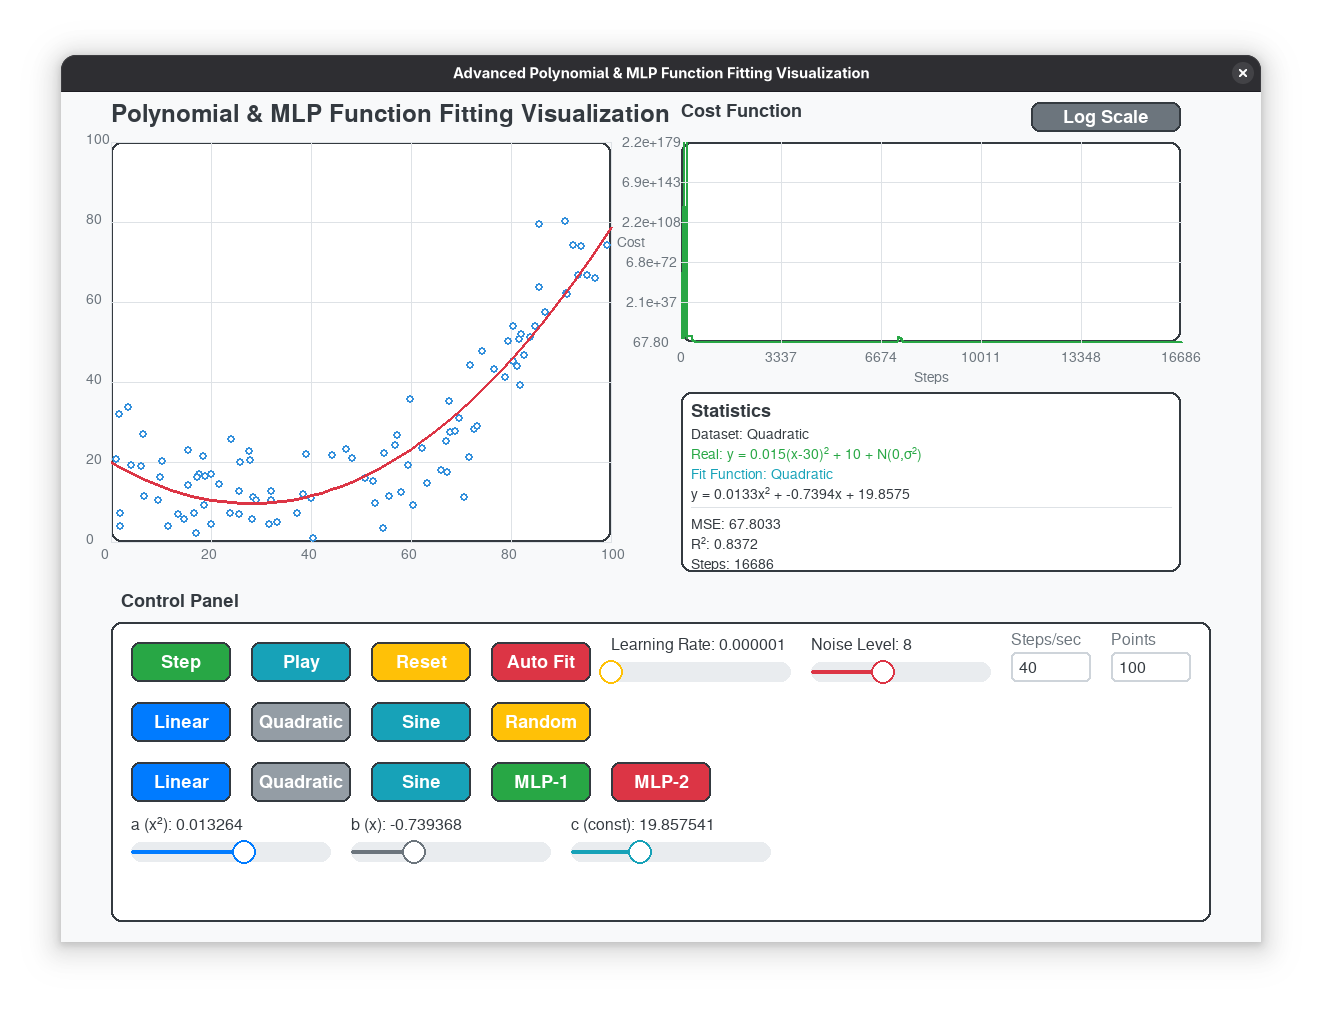 Advanced Polynomial & MLP Function Fitting Visualization
Polynomial & MLP Function Fitting Visualization
100
80
60
40
20
0
0 20 40 60 80 100
Cost Function
Log Scale
2.2e+179
6.9e+143
2.2e+108
Cost
6.8e+72
2.1e+37
67.80
0 3337 6674 10011 13348 16686
Steps
Statistics
Dataset: Quadratic
Real: y = 0.015(x-30)² + 10 + N(0,σ²)
Fit Function: Quadratic
y = 0.0133x² + -0.7394x + 19.8575
MSE: 67.8033
R²: 0.8372
Steps: 16686
Control Panel
Step Play Reset Auto Fit
Learning Rate: 0.000001
Noise Level: 8
Steps/sec
40
Points
100
Linear Quadratic Sine Random
Linear Quadratic Sine MLP-1 MLP-2
a (x²): 0.013264 b (x): -0.739368 c (const): 19.857541